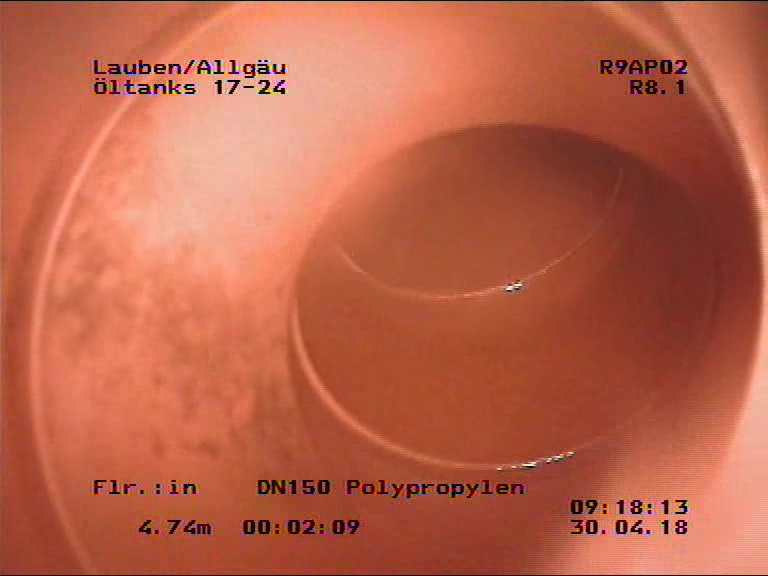 Lauben/Allgäu
Öltanks 17-24
R9AP02
R8.1
Flr.:in DN150 Polypropylen
09:18:13
4.74m 00:02:09
30.04.18